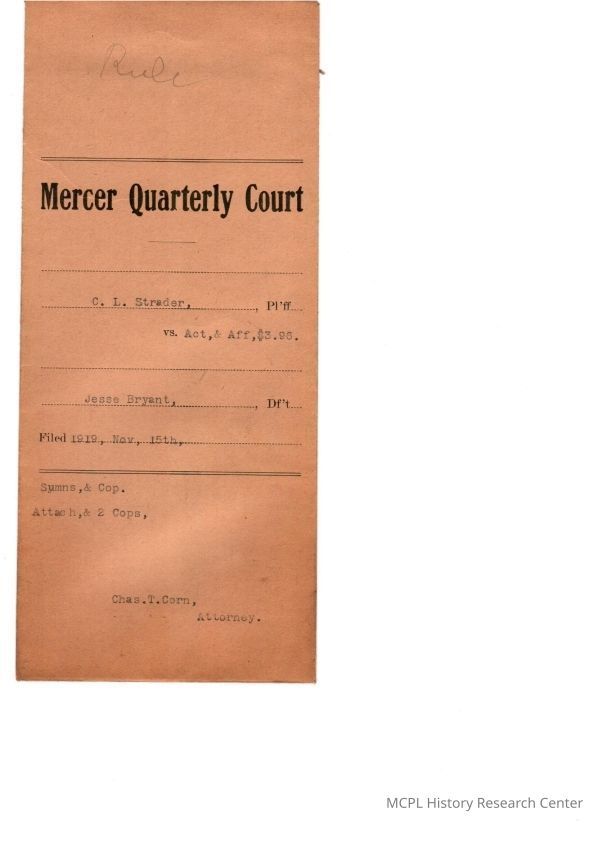 Rule
Mercer Quarterly Court
C. L. Strader, , Pl'ff
vs. Act,& Aff,$3.96.
Jesse Bryant, , Df't
Filed 1919, Nov, 15th,
Sumns,& Cop.
Attach,& 2 Cops,
Chas.T.Corn,
Attorney.
MCPL History Research Center